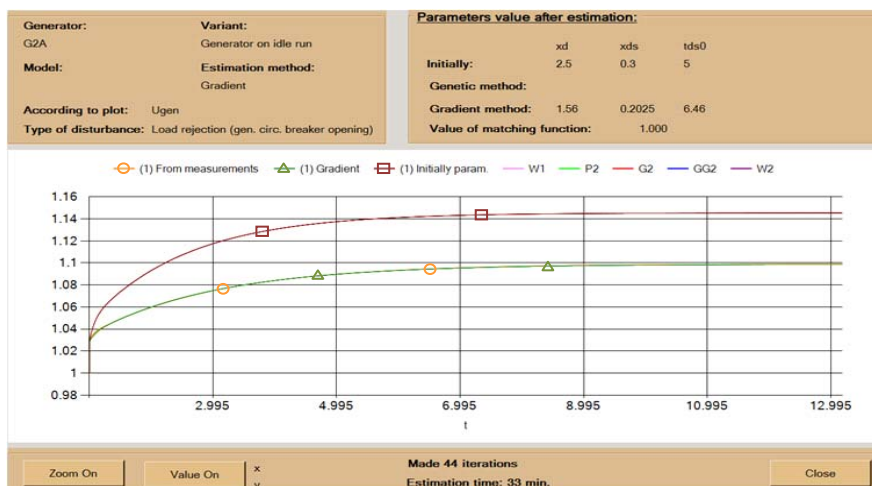 Generator: Variant:
G2A Generator on idle run
Model: Estimation method:
Gradient
According to plot: Ugen
Type of disturbance: Load rejection (gen. circ. breaker opening)
Parameters value after estimation:
xd xds tds0
Initially: 2.5 0.3 5
Genetic method:
Gradient method: 1.56 0.2025 6.46
Value of matching function: 1.000
(1) From measurements (1) Gradient (1) Initially param. W1 P2 G2 GG2 W2
1.16
1.14
1.12
1.1
1.08
1.06
1.04
1.02
1
0.98
2.995 4.995 6.995 8.995 10.995 12.995
t
Zoom On Value On x
y
Made 44 iterations
Estimation time: 33 min.
Close